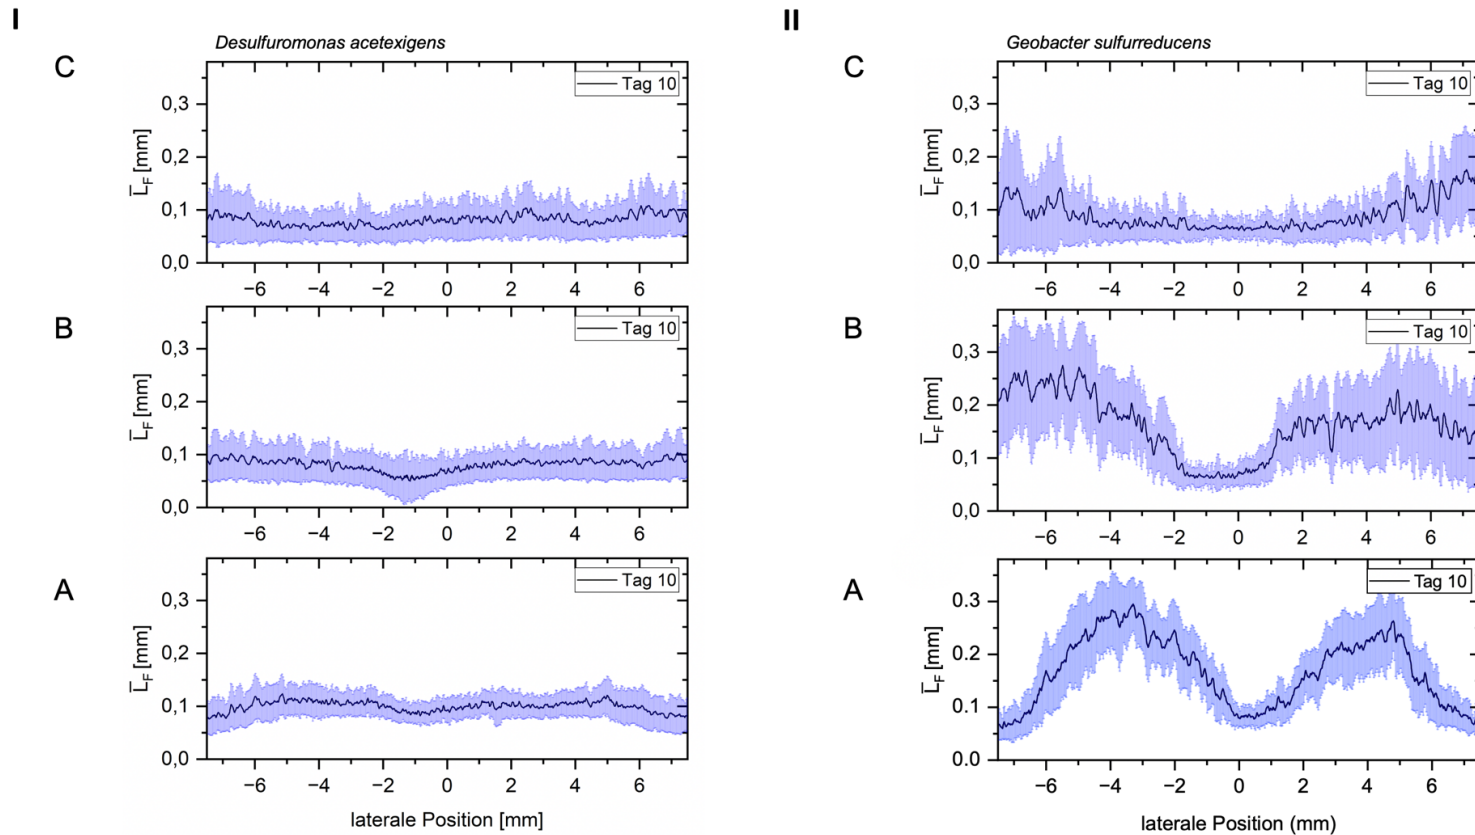 I
II
Desulfuromonas acetexigens
Geobacter sulfurreducens
C
Tag 10
0,3
0,2
0,1
0,0
L̅F [mm]
−6 −4 −2 0 2 4 6
C
Tag 10
0,3
0,2
0,1
0,0
L̅F [mm]
−6 −4 −2 0 2 4 6
B
Tag 10
0,3
0,2
0,1
0,0
L̅F [mm]
−6 −4 −2 0 2 4 6
B
Tag 10
0,3
0,2
0,1
0,0
L̅F [mm]
−6 −4 −2 0 2 4 6
A
Tag 10
0,3
0,2
0,1
0,0
L̅F [mm]
−6 −4 −2 0 2 4 6
laterale Position [mm]
A
Tag 10
0.3
0.2
0.1
0.0
L̅F [mm]
−6 −4 −2 0 2 4 6
laterale Position (mm)